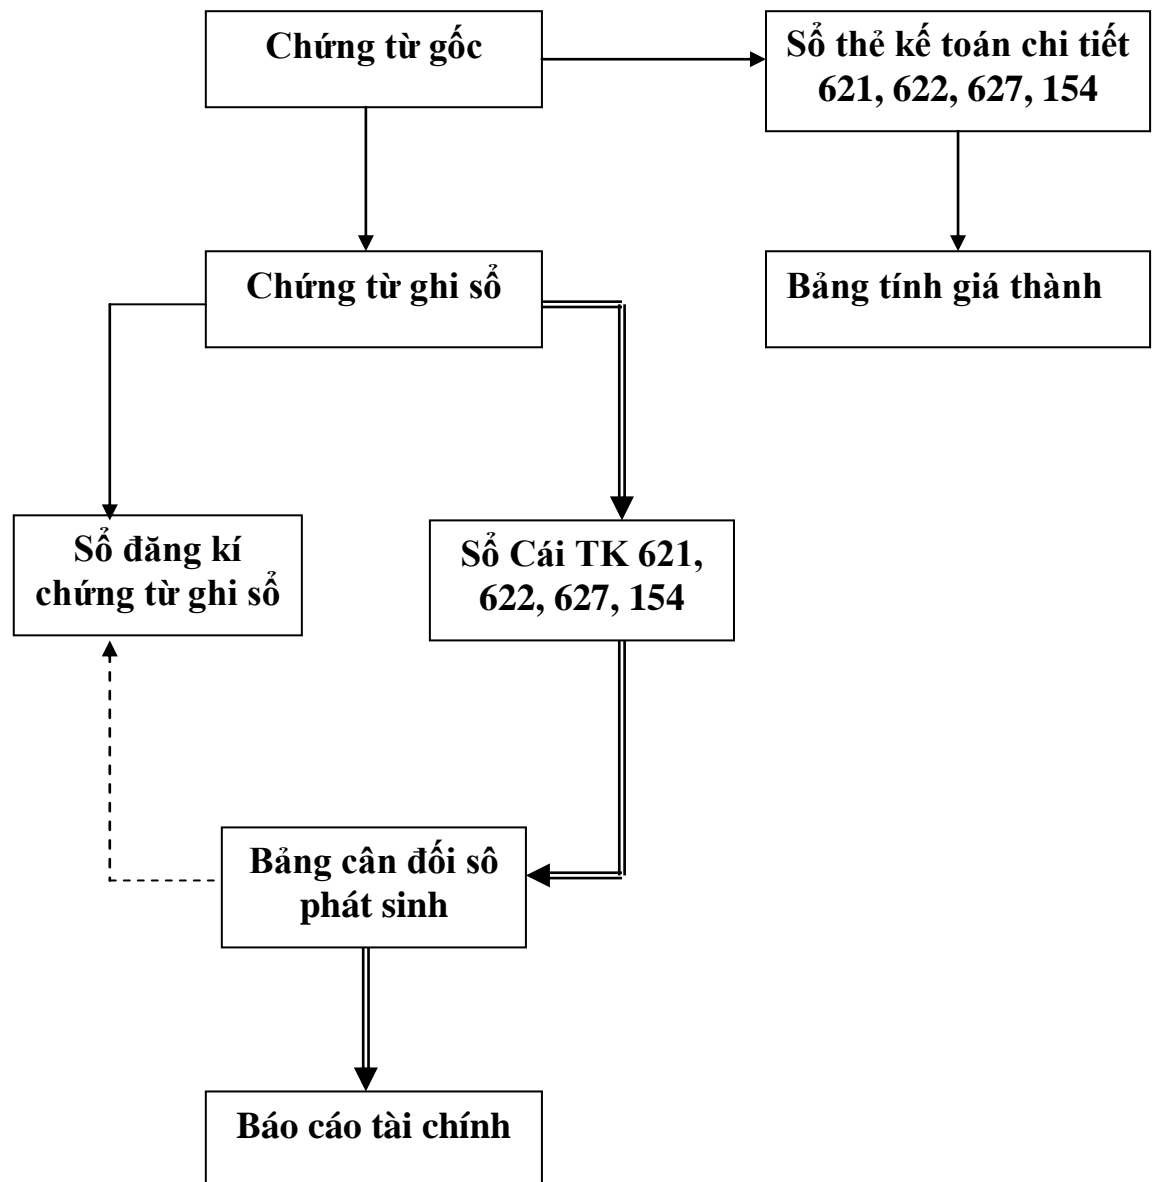 Chứng từ gốc
Sổ thẻ kế toán chi tiết
621, 622, 627, 154
Chứng từ ghi sổ
Bảng tính giá thành
Sổ đăng kí
chứng từ ghi sổ
Sổ Cái TK 621,
622, 627, 154
Bảng cân đối sô
phát sinh
Báo cáo tài chính